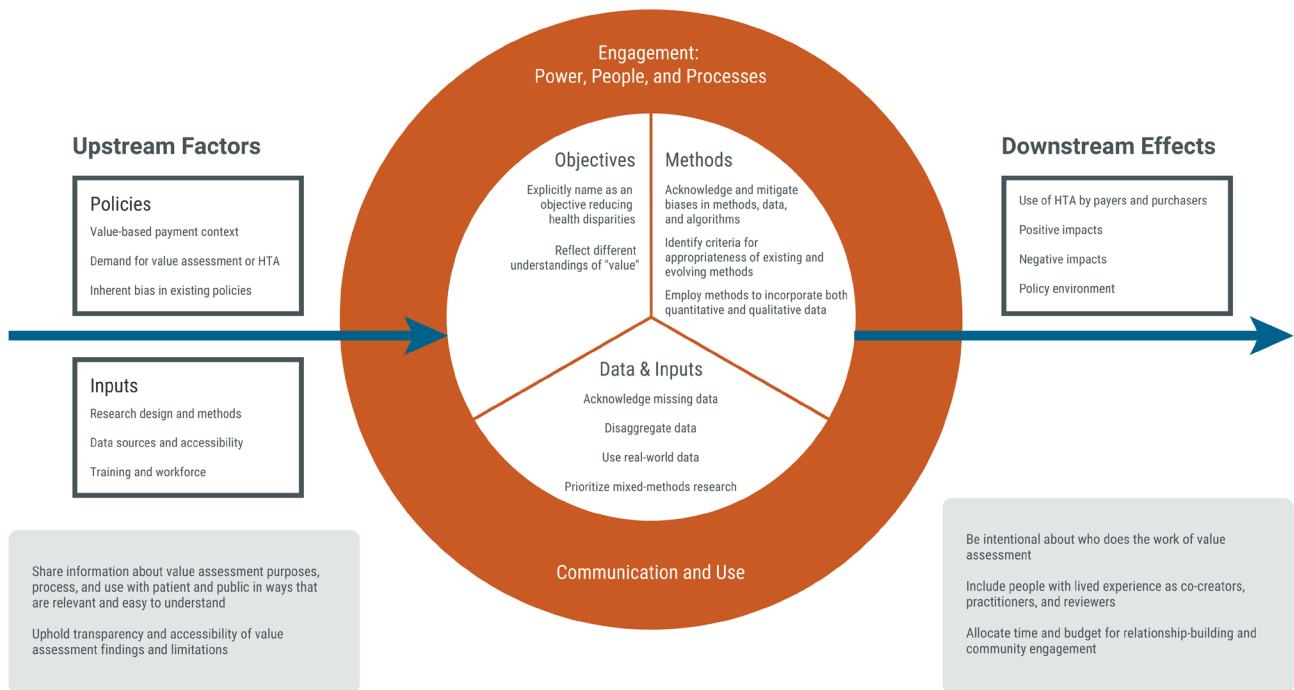 Engagement:
Power, People, and Processes
Upstream Factors
Policies
Value-based payment context
Demand for value assessment or HTA
Inherent bias in existing policies
Inputs
Research design and methods
Data sources and accessibility
Training and workforce
Share information about value assessment purposes,
process, and use with patient and public in ways that
are relevant and easy to understand
Uphold transparency and accessibility of value
assessment findings and limitations
Objectives
Explicitly name as an
objective reducing
health disparities
Reflect different
understandings of "value"
Methods
Acknowledge and mitigate
biases in methods, data,
and algorithms
Identify criteria for
appropriateness of existing and
evolving methods
Employ methods to incorporate both
quantitative and qualitative data
Data & Inputs
Acknowledge missing data
Disaggregate data
Use real-world data
Prioritize mixed-methods research
Communication and Use
Downstream Effects
Use of HTA by payers and purchasers
Positive impacts
Negative impacts
Policy environment
Be intentional about who does the work of value
assessment
Include people with lived experience as co-creators,
practitioners, and reviewers
Allocate time and budget for relationship-building and
community engagement